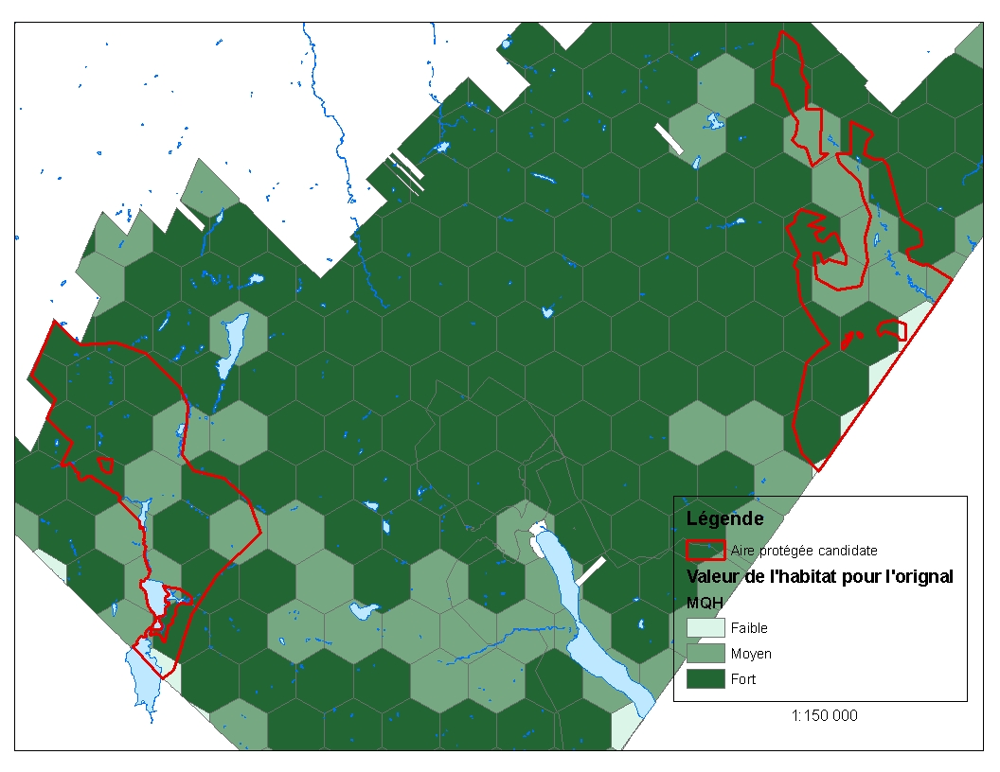 Légende
Aire protégée candidate
Valeur de l'habitat pour l'orignal
MQH
Faible
Moyen
Fort
1:150 000